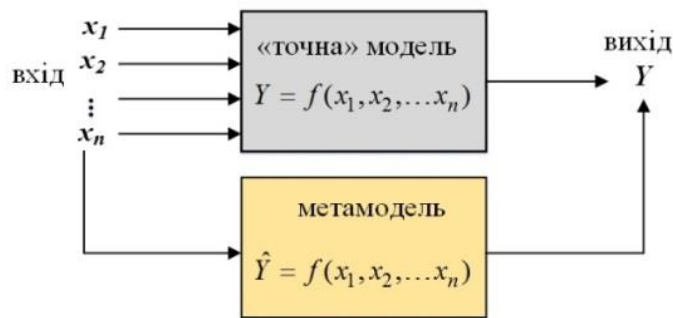 x₁
x₂
вхід
⋮
xₙ
«точна» модель
Y = f(x₁, x₂, ...xₙ)
вихід
Y
метамодель
Ŷ = f(x₁, x₂, ...xₙ)